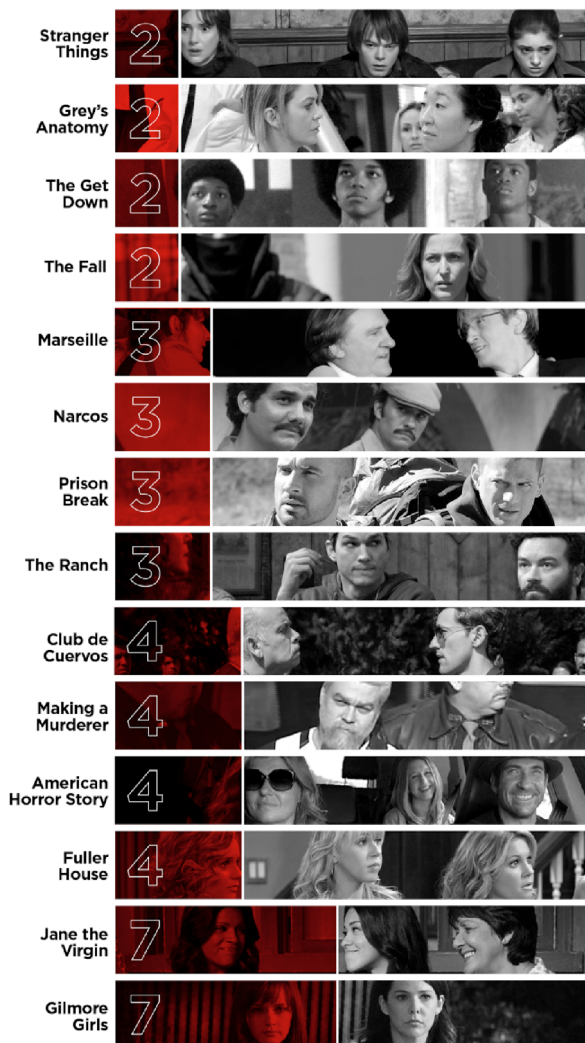 Stranger
Things
2
Grey's
Anatomy
2
The Get
Down
2
The Fall
2
Marseille
3
Narcos
3
Prison
Break
3
The Ranch
3
Club de
Cuervos
4
Making a
Murderer
4
American
Horror Story
4
Fuller
House
4
Jane the
Virgin
7
Gilmore
Girls
7